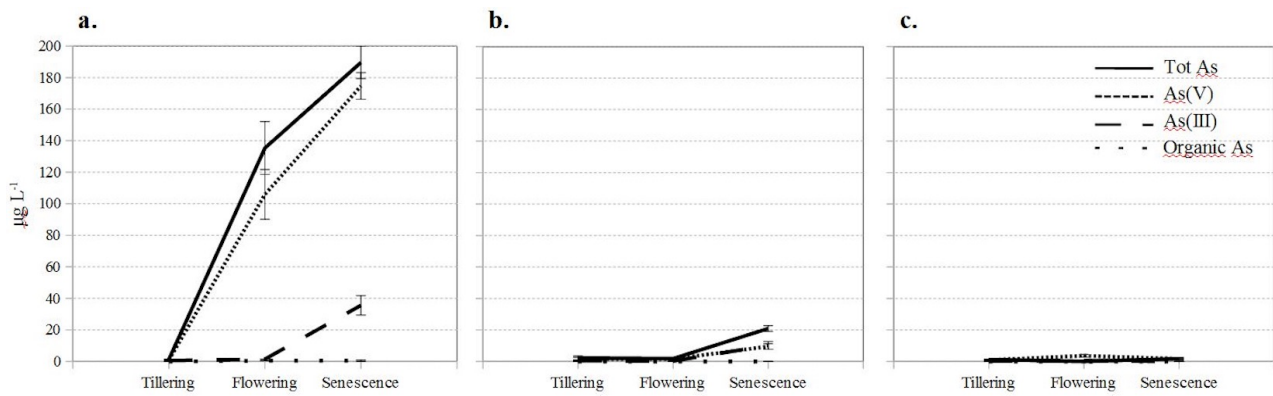 a.
b.
c.
200
180
160
140
120
100
80
60
40
20
0
µg L⁻¹
Tot As
As(V)
As(III)
Organic As
Tillering Flowering Senescence
Tillering Flowering Senescence
Tillering Flowering Senescence